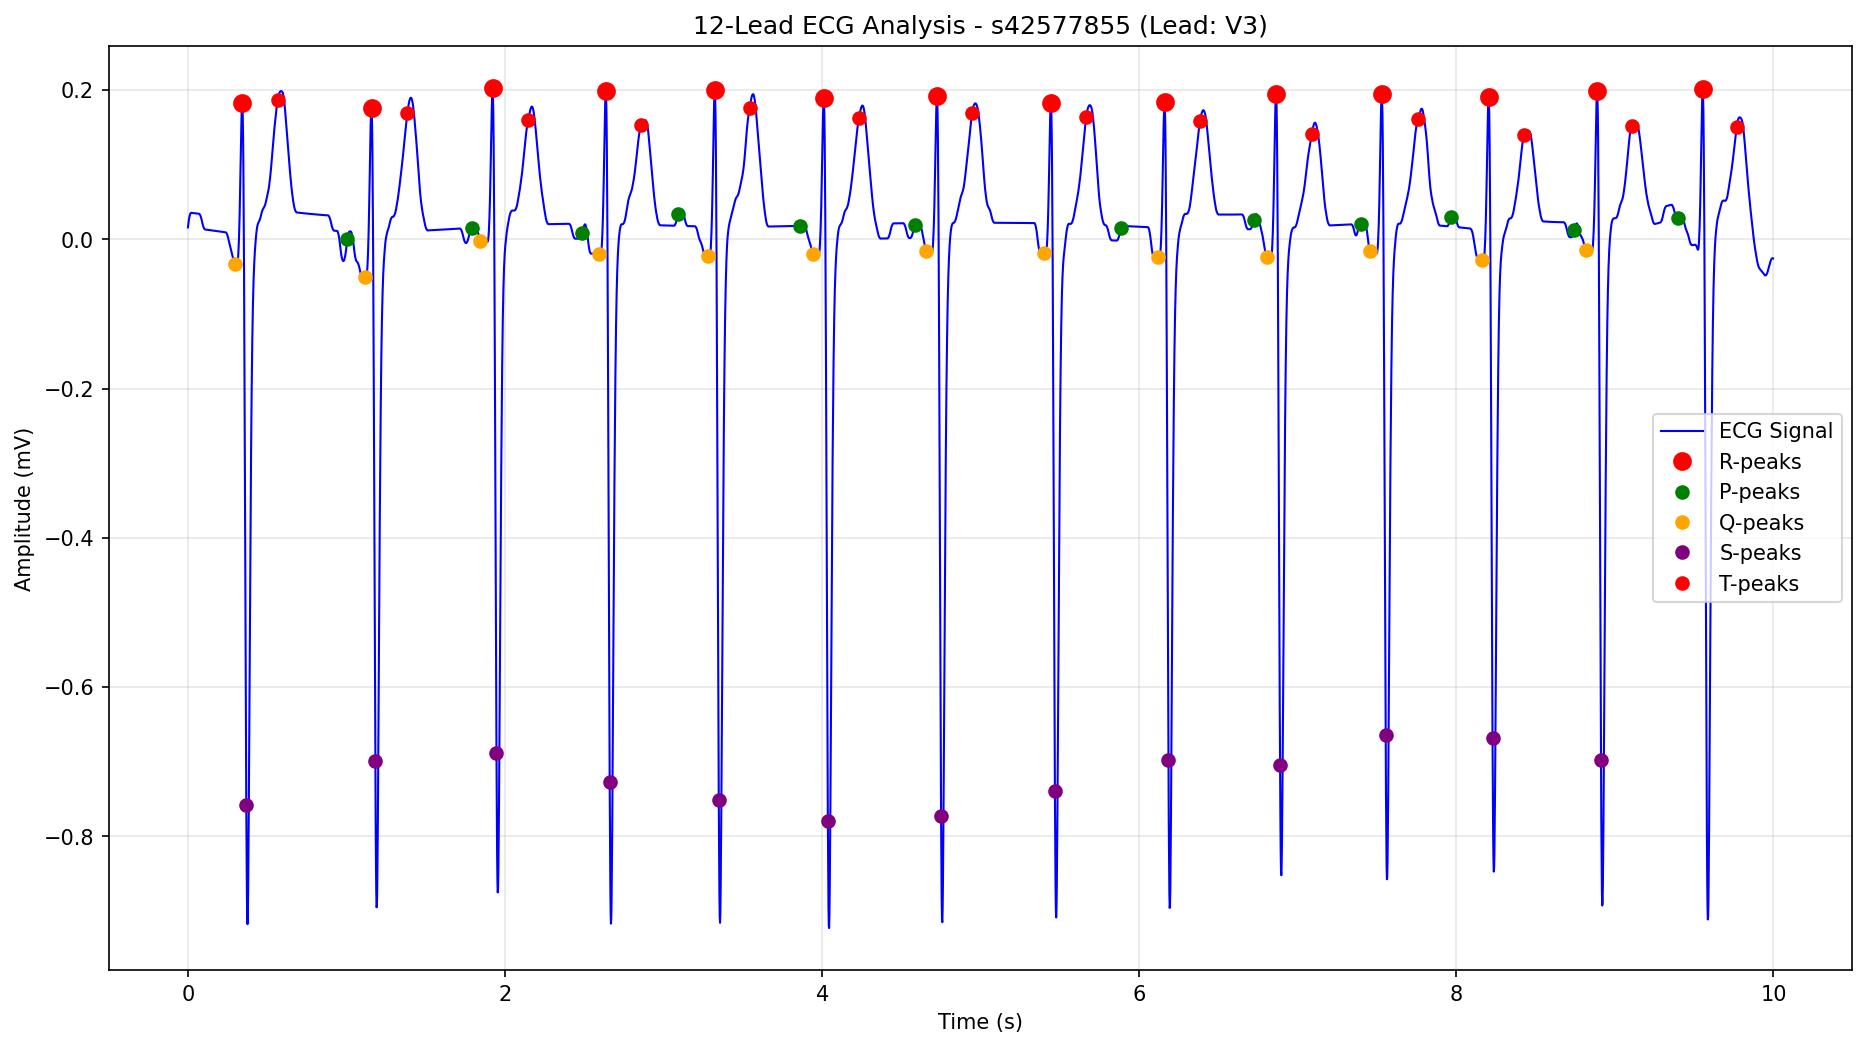 12-Lead ECG Analysis - s42577855 (Lead: V3)
Amplitude (mV)
0.2
0.0
−0.2
−0.4
−0.6
−0.8
ECG Signal
R-peaks
P-peaks
Q-peaks
S-peaks
T-peaks
0 2 4 6 8 10
Time (s)